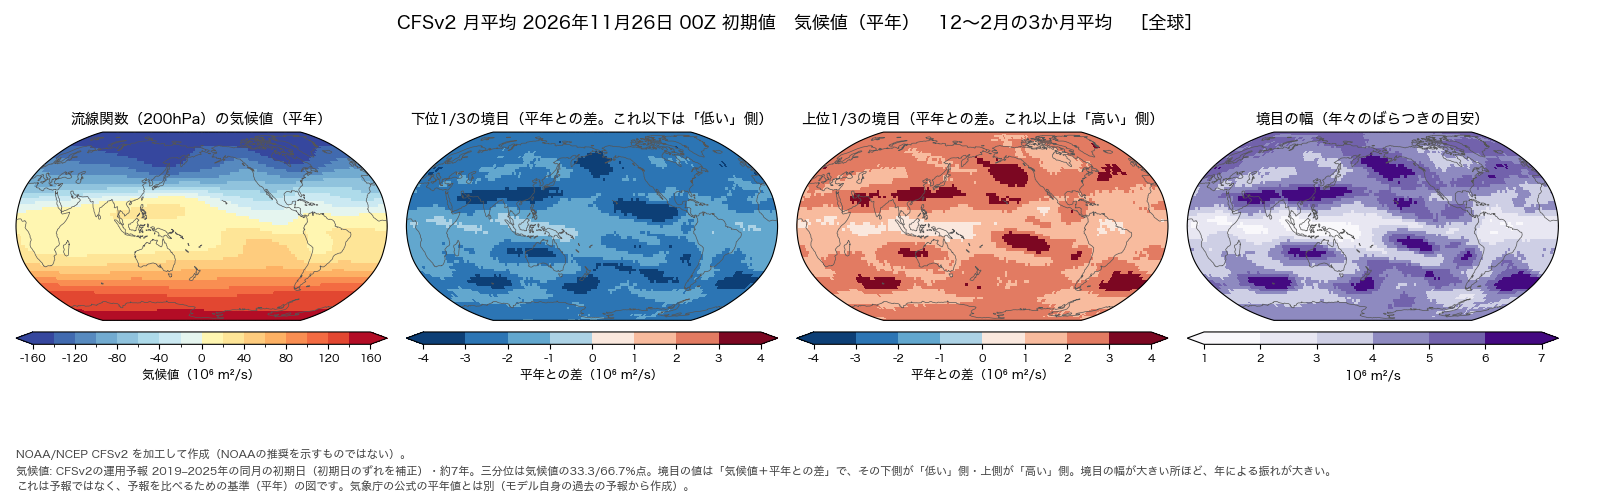 CFSv2 月平均 2026年11月26日 00Z 初期値　気候値（平年）　12～2月の3か月平均　［全球］
流線関数（200hPa）の気候値（平年）
下位1/3の境目（平年との差。これ以下は「低い」側）
上位1/3の境目（平年との差。これ以上は「高い」側）
境目の幅（年々のばらつきの目安）
-160 -120 -80 -40 0 40 80 120 160
-4 -3 -2 -1 0 1 2 3 4
-4 -3 -2 -1 0 1 2 3 4
1 2 3 4 5 6 7
気候値（10⁶ m²/s）
平年との差（10⁶ m²/s）
平年との差（10⁶ m²/s）
10⁶ m²/s
NOAA/NCEP CFSv2 を加工して作成（NOAAの推奨を示すものではない）。
気候値: CFSv2の運用予報 2019–2025年の同月の初期日（初期日のずれを補正）・約7年。三分位は気候値の33.3/66.7%点。境目の値は「気候値＋平年との差」で、その下側が「低い」側・上側が「高い」側。境目の幅が大きい所ほど、年による振れが大きい。
これは予報ではなく、予報を比べるための基準（平年）の図です。気象庁の公式の平年値とは別（モデル自身の過去の予報から作成）。